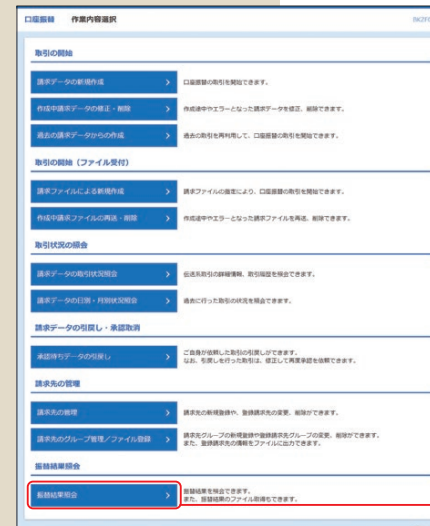 口座振替 作業内容選択
取引の開始
請求データの新規作成
口座振替の取引を開始できます。
作成中請求データの修正・削除
作成途中やエラーとなった請求データを修正、削除できます。
過去の請求データからの作成
過去の取引を再利用して、口座振替の取引を開始できます。
取引の開始（ファイル受付）
請求ファイルによる新規作成
請求ファイルの指定により、口座振替の取引を開始できます。
作成中請求ファイルの再送・削除
作成途中やエラーとなった請求ファイルを再送、削除できます。
取引状況の照会
請求データの取引状況照会
伝送系取引の詳細情報、取引履歴を照会できます。
請求データの日別・月別状況照会
過去に行った取引の状況を照会できます。
請求データの引戻し・承認取消
承認待ちデータの引戻し
ご自身が依頼した取引の引戻しができます。
なお、引戻しを行った取引は、修正して再度承認を依頼できます。
請求先の管理
請求先の管理
請求先の新規登録や、登録請求先の変更、削除ができます。
請求先のグループ管理／ファイル登録
請求先グループの新規登録や登録請求先グループの変更、削除ができます。
また、登録請求先の情報をファイルに出力できます。
振替結果照会
振替結果照会
振替結果を照会できます。
また、振替結果のファイル取得もできます。